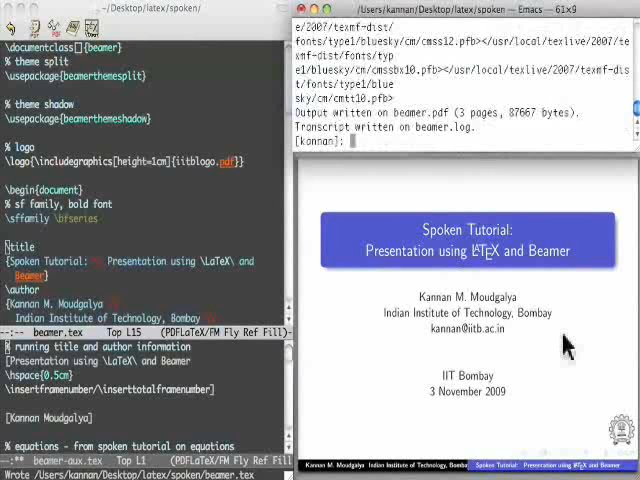 ~/Desktop/latex/spoken/
\documentclass[]{beamer}
% theme split
\usepackage{beamerthemesplit}
% theme shadow
\usepackage{beamerthemeshadow}
% logo
\logo{\includegraphics[height=1cm]{iitblogo.pdf}}
\begin{document}
% sf family, bold font
\sffamily \bfseries
\title
{Spoken Tutorial: \\ Presentation using \LaTeX\ and
Beamer}
\author
{Kannan M. Moudgalya \\
Indian Institute of Technology, Bombay
--:-- beamer.tex Top L15 (PDFLaTeX/FM Fly Ref Fill)
% running title and author information
[Presentation using \LaTeX\ and Beamer
\hspace{0.5cm}
\insertframenumber/\inserttotalframenumber]
[Kannan Moudgalya]
% equations - from spoken tutorial on equations
--:** beamer-aux.tex Top L1 (PDFLaTeX/FM Fly Ref Fill)
Wrote /Users/kannan/Desktop/latex/spoken/beamer.tex
/Users/kannan/Desktop/latex/spoken — Emacs — 61×9
e/2007/texmf-dist/
fonts/type1/bluesky/cm/cmss12.pfb></usr/local/texlive/2007/te
xmf-dist/fonts/typ
e1/bluesky/cm/cmssbx10.pfb></usr/local/texlive/2007/texmf-dis
t/fonts/type1/blue
sky/cm/cmtt10.pfb>
Output written on beamer.pdf (3 pages, 87667 bytes).
Transcript written on beamer.log.
[kannan]:
Spoken Tutorial:
Presentation using LATEX and Beamer
Kannan M. Moudgalya
Indian Institute of Technology, Bombay
kannan@iitb.ac.in
IIT Bombay
3 November 2009
Kannan M. Moudgalya Indian Institute of Technology, Bomba Spoken Tutorial: Presentation using LATEX and Beamer